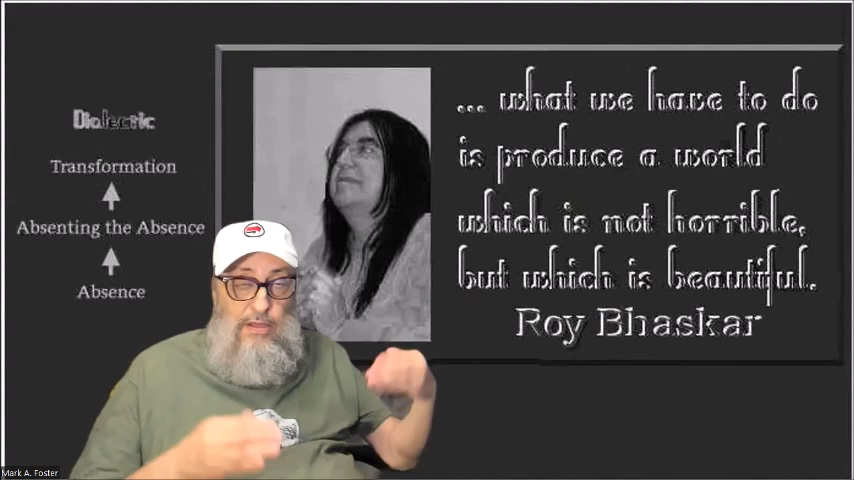 Dialectic
Transformation
Absenting the Absence
Absence
... what we have to do
is produce a world
which is not horrible,
but which is beautiful.
Roy Bhaskar
Mark A. Foster